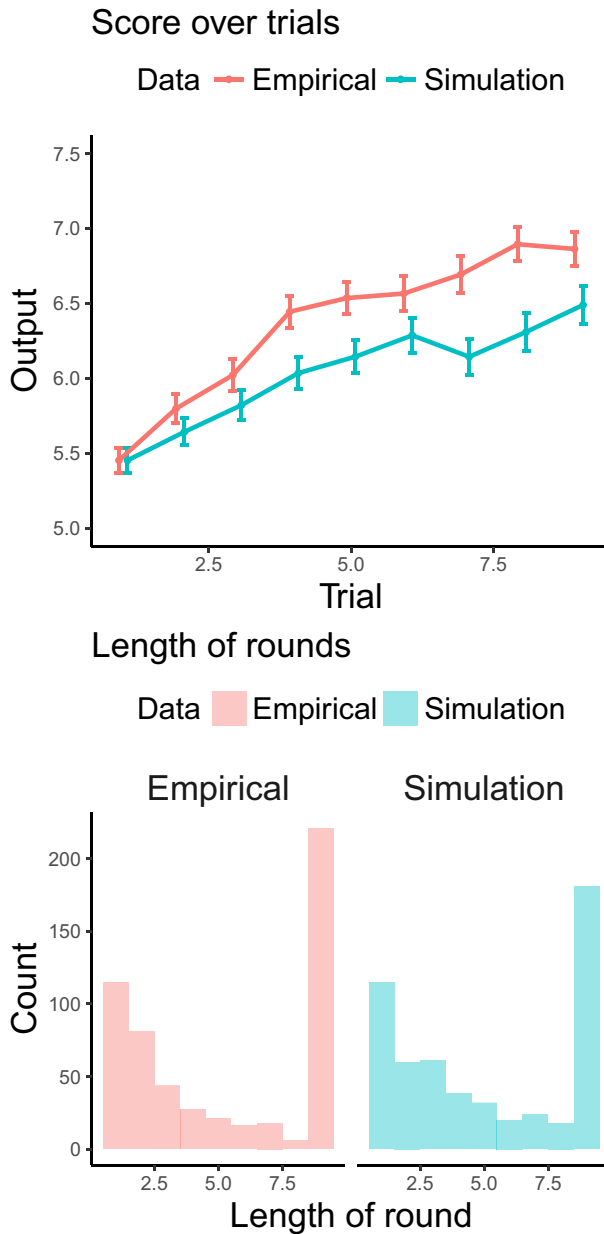 Score over trials
Data Empirical Simulation
7.5
7.0
6.5
6.0
5.5
5.0
Output
2.5 5.0 7.5
Trial
Length of rounds
Data Empirical Simulation
Empirical Simulation
200
150
100
50
0
Count
2.5 5.0 7.5 2.5 5.0 7.5
Length of round